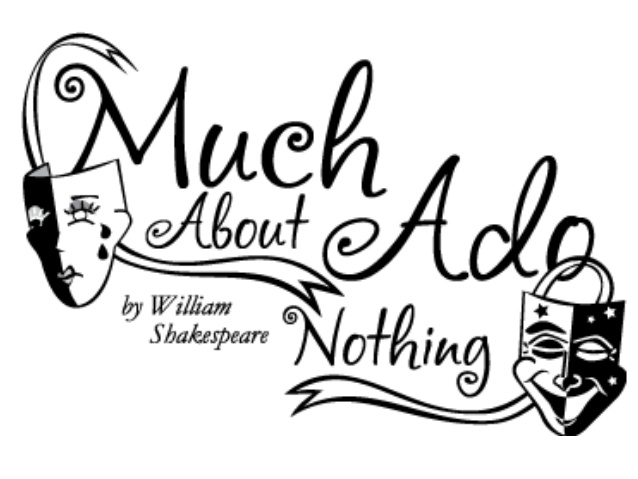 Much Ado
About
Nothing
by William
Shakespeare